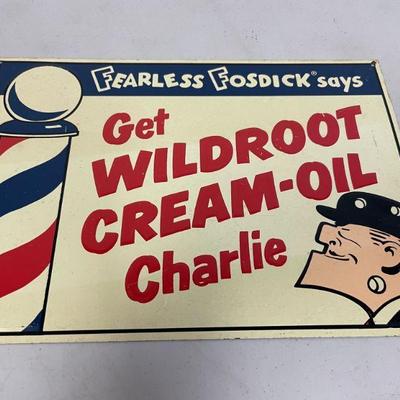 FEARLESS FOSDICK® says
Get
WILDROOT
CREAM-OIL
Charlie